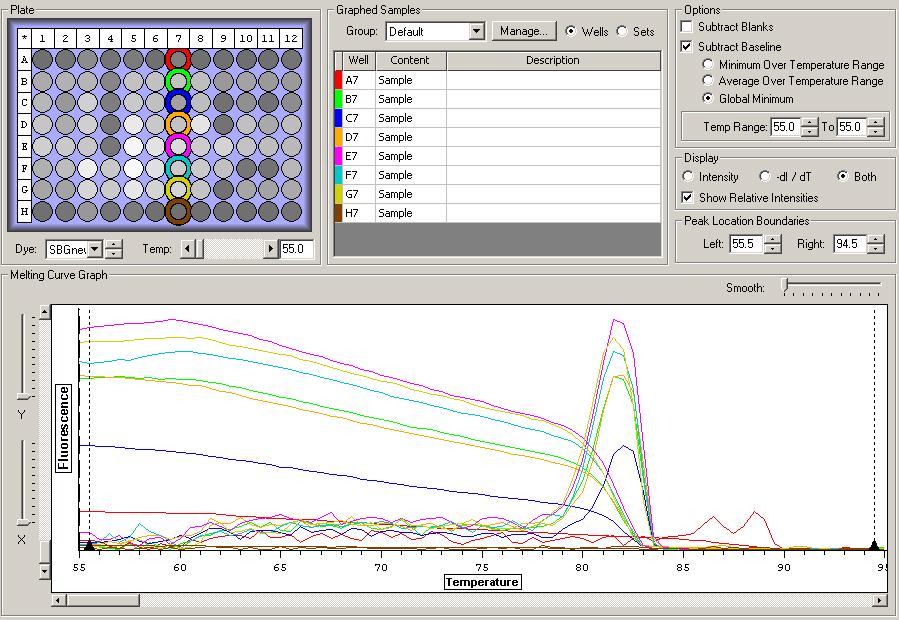 Plate
* 1 2 3 4 5 6 7 8 9 10 11 12
A
B
C
D
E
F
G
H
Dye: SBGnew Temp: 55.0
Graphed Samples
Group: Default Manage... Wells Sets
Well Content Description
A7 Sample
B7 Sample
C7 Sample
D7 Sample
E7 Sample
F7 Sample
G7 Sample
H7 Sample
Options
Subtract Blanks
Subtract Baseline
Minimum Over Temperature Range
Average Over Temperature Range
Global Minimum
Temp Range: 55.0 To 55.0
Display
Intensity -dI / dT Both
Show Relative Intensities
Peak Location Boundaries
Left: 55.5 Right: 94.5
Melting Curve Graph
Smooth:
Y
X
Fluorescence
55 60 65 70 75 80 85 90 95
Temperature